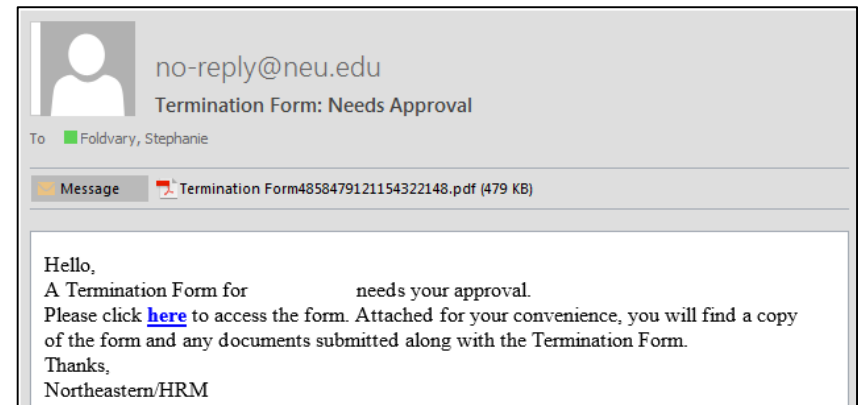 no-reply@neu.edu
Termination Form: Needs Approval
To Foldvary, Stephanie
Message Termination Form4858479121154322148.pdf (479 KB)
Hello,
A Termination Form for needs your approval.
Please click here to access the form. Attached for your convenience, you will find a copy
of the form and any documents submitted along with the Termination Form.
Thanks,
Northeastern/HRM